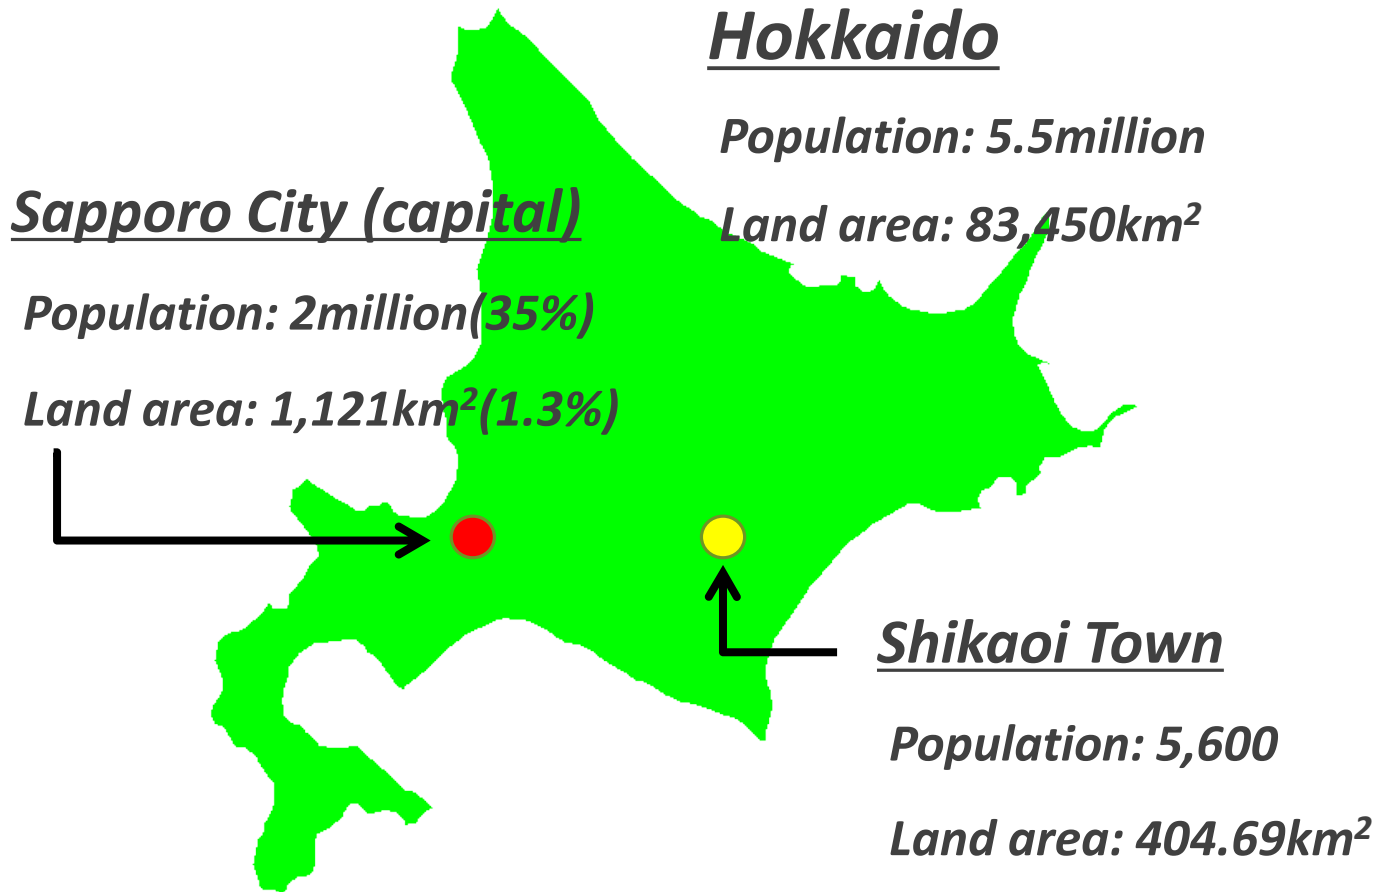 Hokkaido
Population: 5.5million
Land area: 83,450km²
Sapporo City (capital)
Population: 2million(35%)
Land area: 1,121km²(1.3%)
Shikaoi Town
Population: 5,600
Land area: 404.69km²